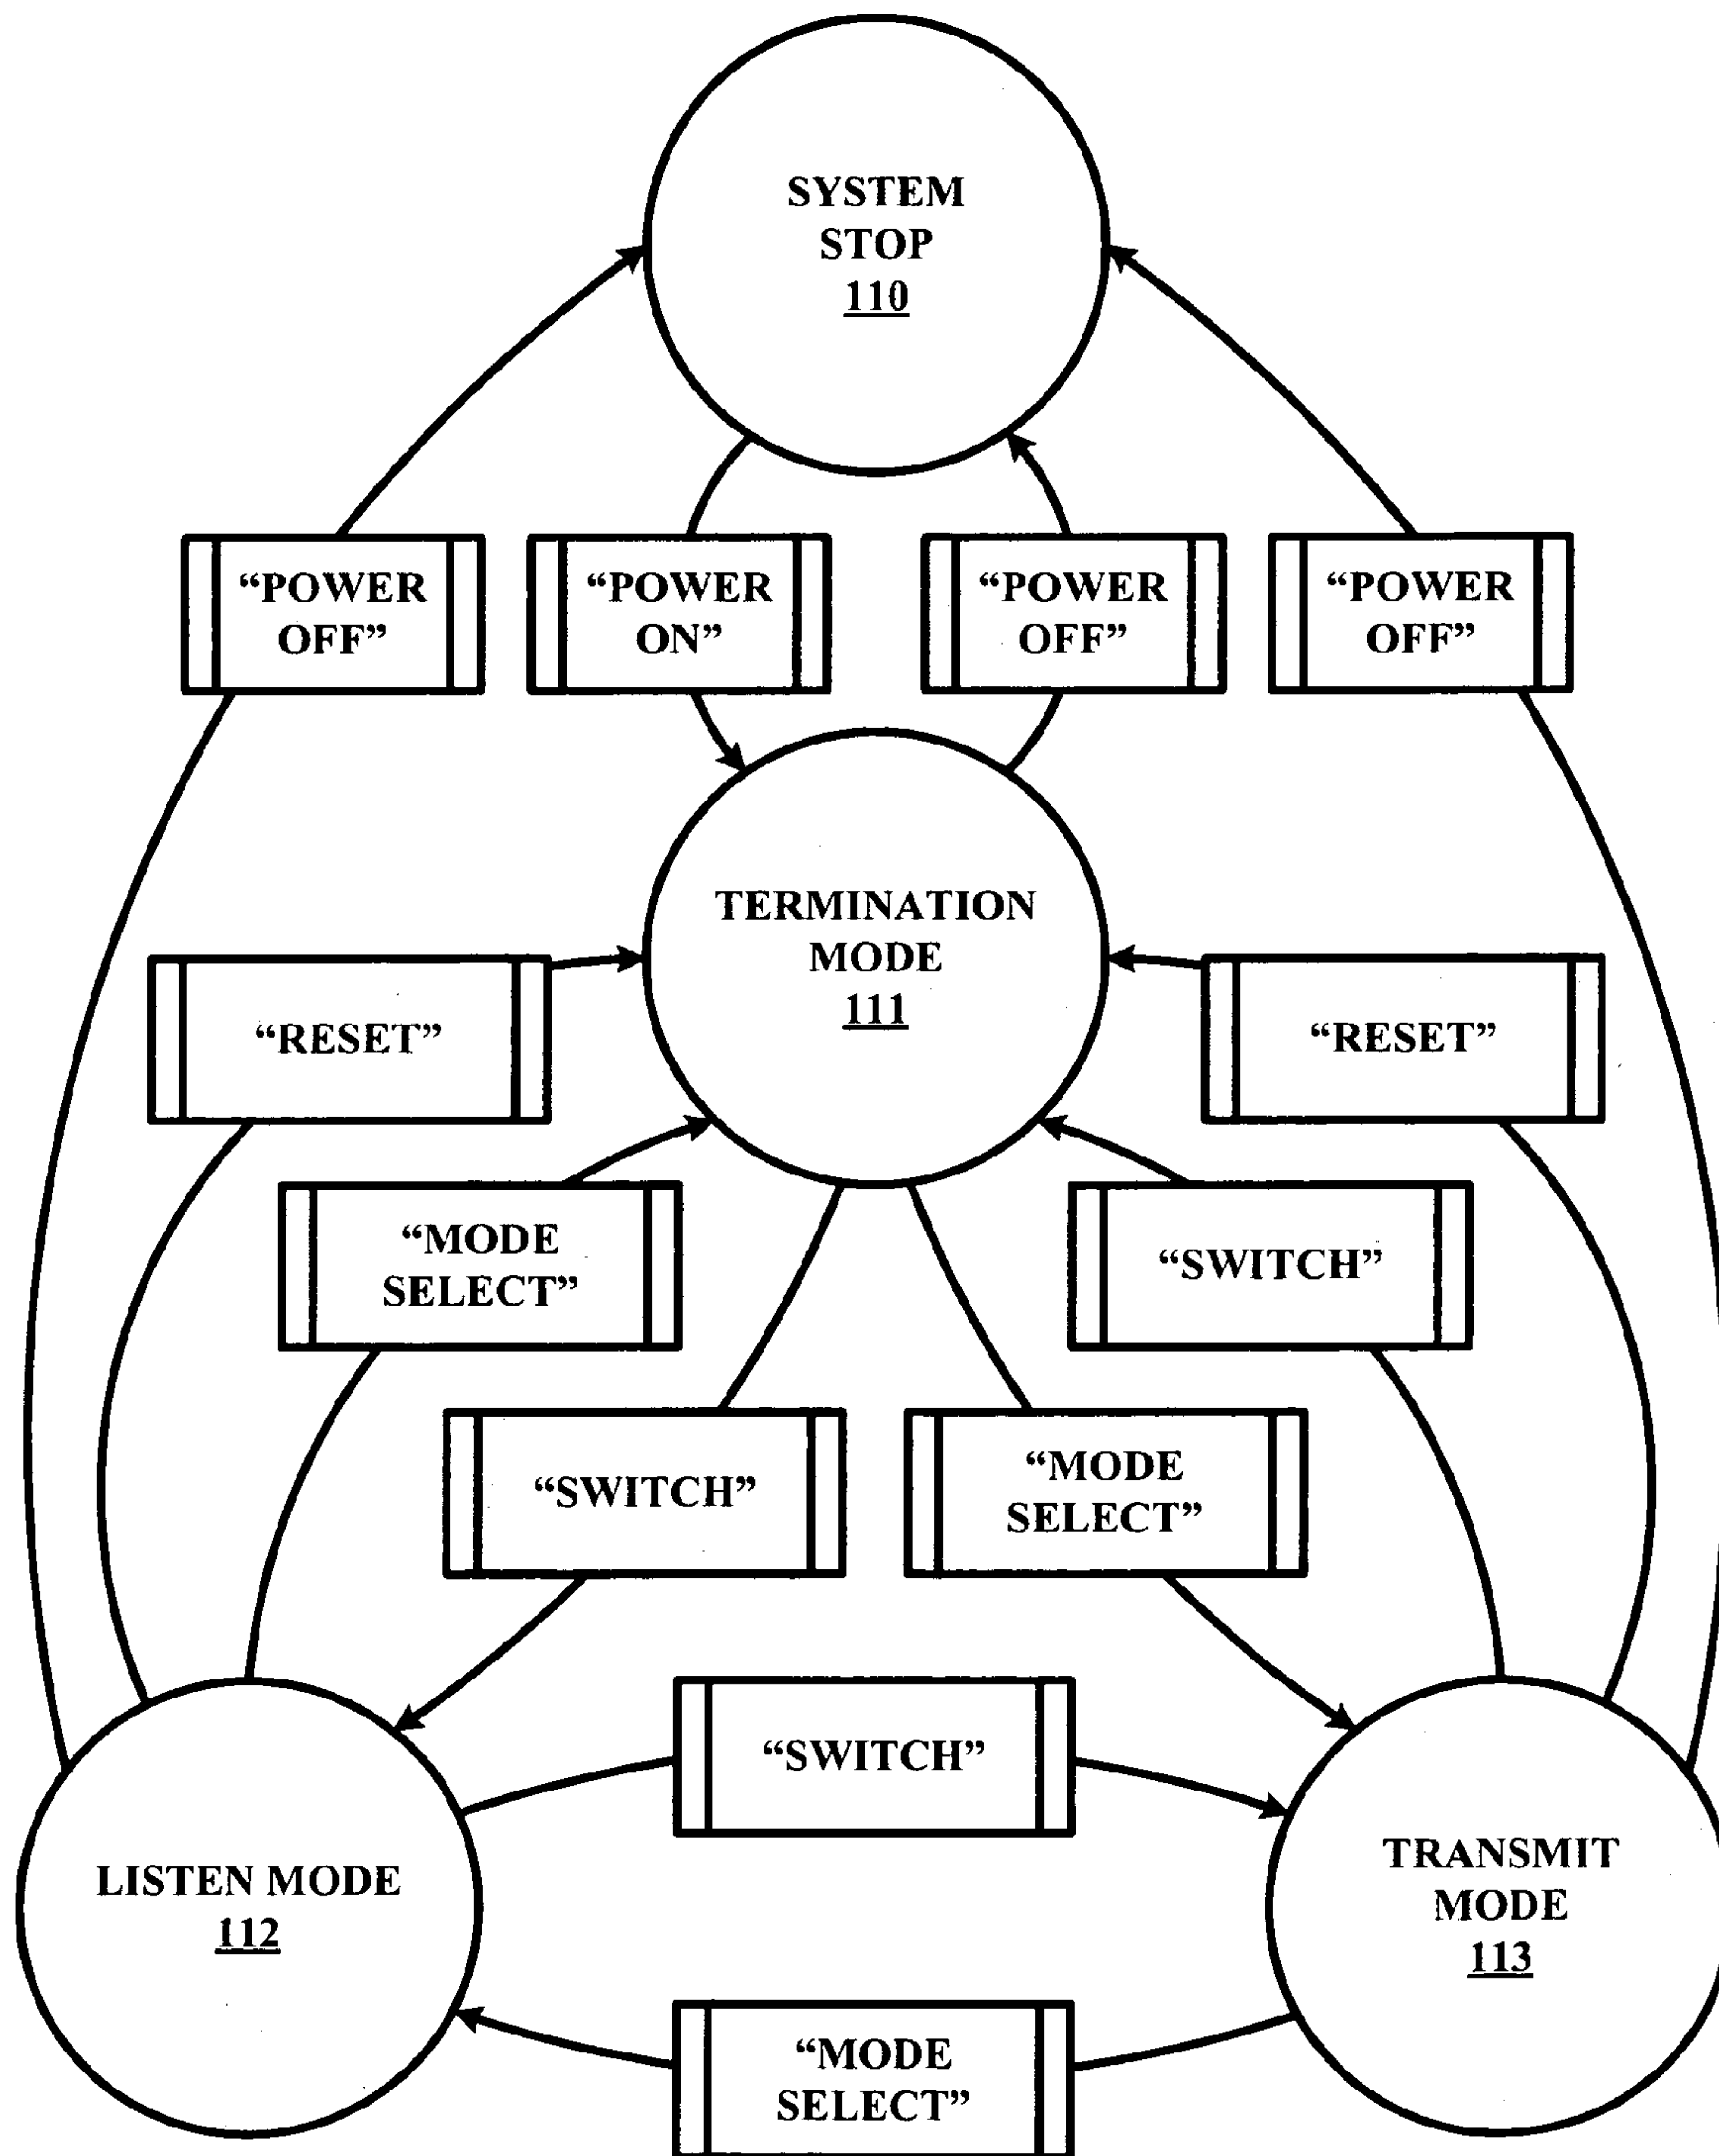 SYSTEM
STOP
110
“POWER
OFF”
“POWER
ON”
“POWER
OFF”
“POWER
OFF”
TERMINATION
MODE
111
“RESET”
“RESET”
“MODE
SELECT”
“SWITCH”
“SWITCH”
“MODE
SELECT”
“SWITCH”
LISTEN MODE
112
TRANSMIT
MODE
113
“MODE
SELECT”